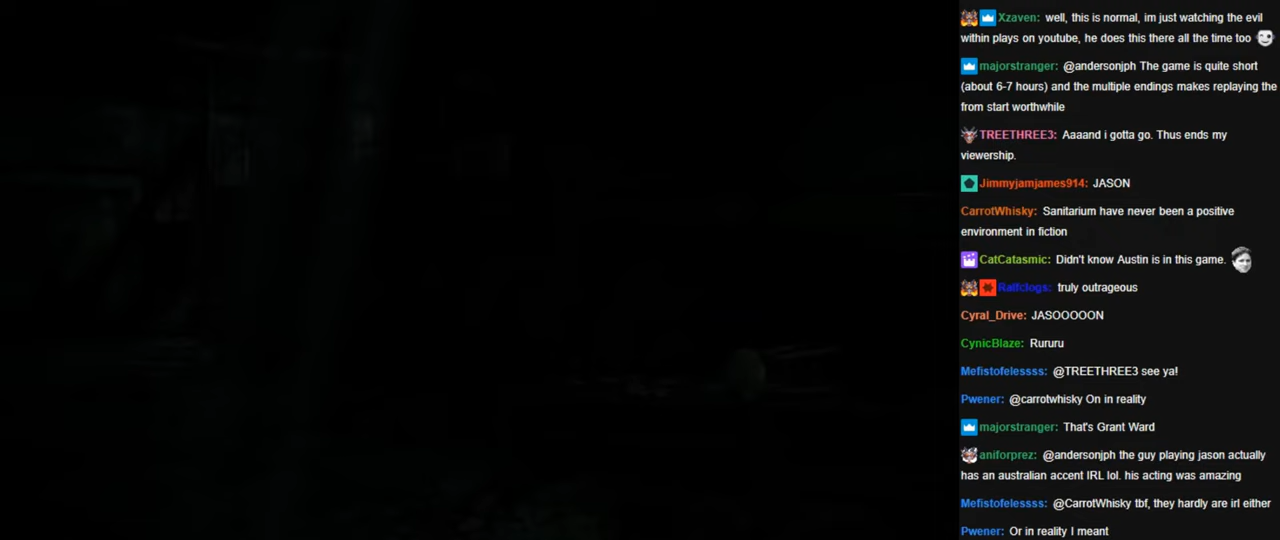 Xzaven: well, this is normal, im just watching the evil
within plays on youtube, he does this there all the time too
majorstranger: @andersonjph The game is quite short
(about 6-7 hours) and the multiple endings makes replaying the
from start worthwhile
TREETHREE3: Aaaand i gotta go. Thus ends my
viewership.
Jimmyjamjames914: JASON
CarrotWhisky: Sanitarium have never been a positive
environment in fiction
CatCatasmic: Didn't know Austin is in this game.
Ralfclogs: truly outrageous
Cyral_Drive: JASOOOOON
CynicBlaze: Rururu
Mefistofelessss: @TREETHREE3 see ya!
Pwener: @carrotwhisky On in reality
majorstranger: That's Grant Ward
aniforprez: @andersonjph the guy playing jason actually
has an australian accent IRL lol. his acting was amazing
Mefistofelessss: @CarrotWhisky tbf, they hardly are irl either
Pwener: Or in reality I meant